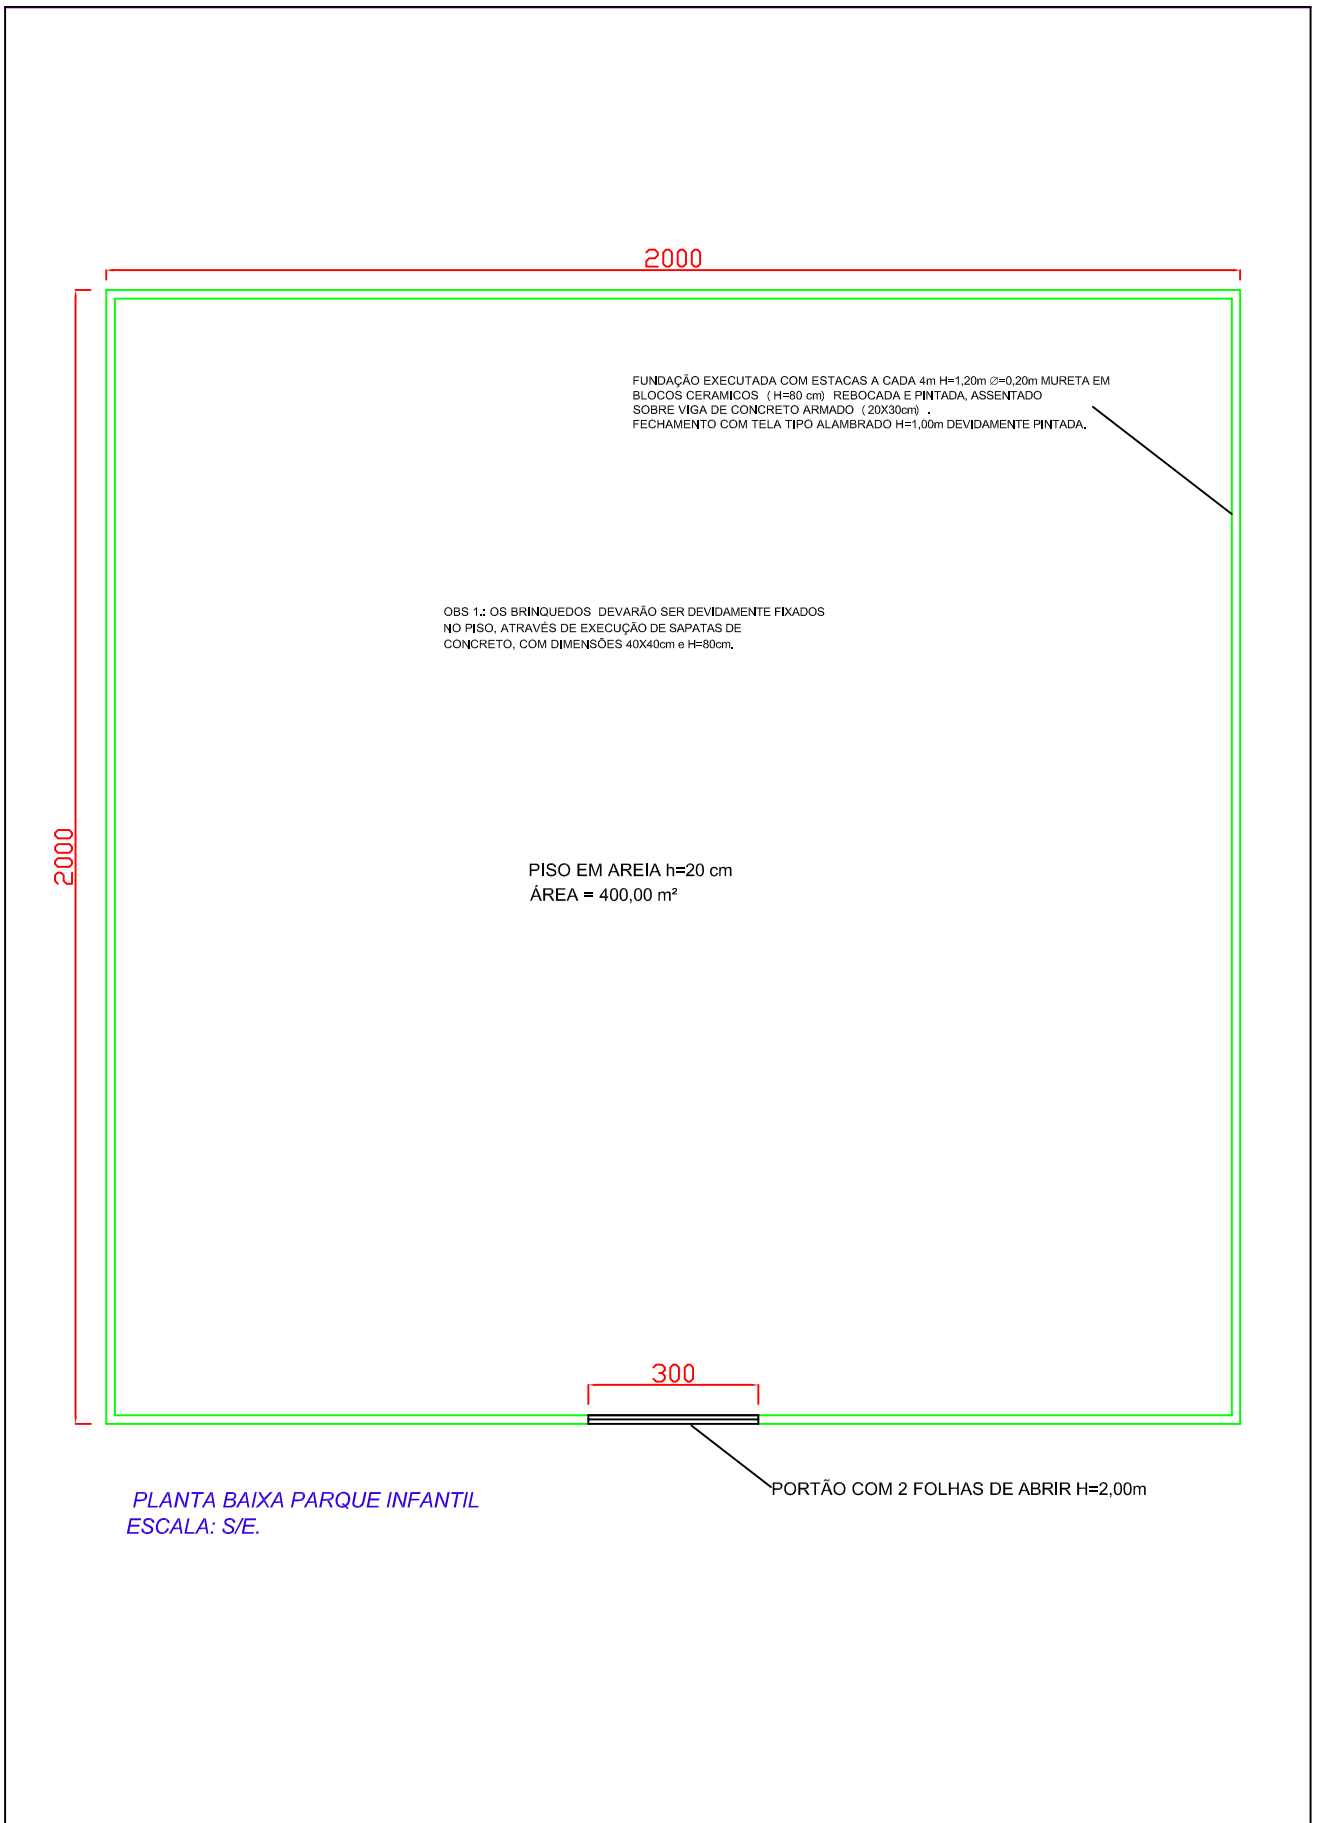 2000
FUNDAÇÃO EXECUTADA COM ESTACAS A CADA 4m H=1,20m Ø=0,20m MURETA EM
BLOCOS CERAMICOS (H=80 cm) REBOCADA E PINTADA, ASSENTADO
SOBRE VIGA DE CONCRETO ARMADO (20X30cm) .
FECHAMENTO COM TELA TIPO ALAMBRADO H=1,00m DEVIDAMENTE PINTADA.
OBS 1.: OS BRINQUEDOS DEVARÃO SER DEVIDAMENTE FIXADOS
NO PISO, ATRAVÉS DE EXECUÇÃO DE SAPATAS DE
CONCRETO, COM DIMENSÕES 40X40cm e H=80cm.
2000
PISO EM AREIA h=20 cm
ÁREA = 400,00 m²
300
PORTÃO COM 2 FOLHAS DE ABRIR H=2,00m
PLANTA BAIXA PARQUE INFANTIL
ESCALA: S/E.